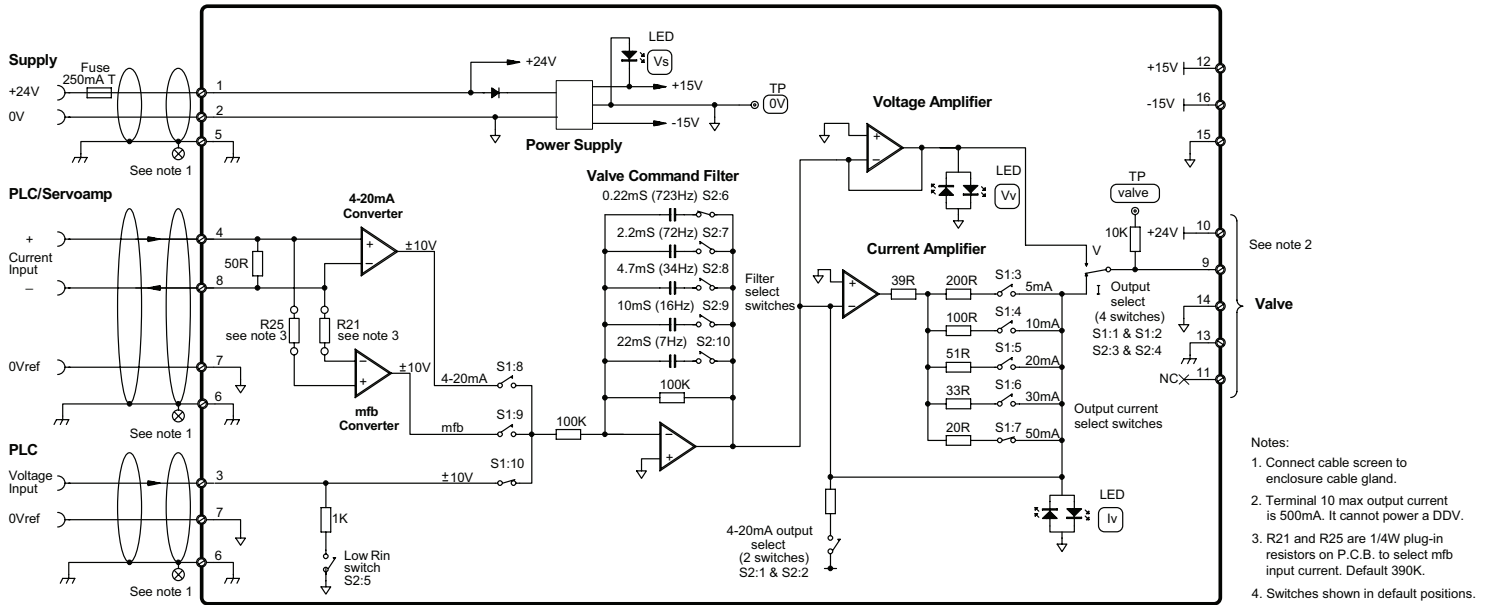 Supply
Fuse
250mA T
+24V
0V
1
2
5
See note 1
+24V
LED
Vs
+15V
-15V
TP
0V
Power Supply
PLC/Servoamp
+
Current
Input
–
0Vref
4
8
7
6
See note 1
50R
R25
see note 3
R21
see note 3
4-20mA
Converter
+
–
±10V
–
+
±10V
mfb
Converter
4-20mA
S1:8
mfb
S1:9
S1:10
±10V
PLC
Voltage
Input
0Vref
3
7
6
See note 1
1K
Low Rin
switch
S2:5
Valve Command Filter
0.22mS (723Hz) S2:6
2.2mS (72Hz) S2:7
4.7mS (34Hz) S2:8
10mS (16Hz) S2:9
22mS (7Hz) S2:10
Filter
select
switches
100K
100K
–
+
Voltage Amplifier
+
–
LED
Vv
Current Amplifier
+
–
39R
200R
S1:3
5mA
100R
S1:4
10mA
51R
S1:5
20mA
33R
S1:6
30mA
20R
S1:7
50mA
Output current
select switches
4-20mA output
select
(2 switches)
S2:1 & S2:2
LED
Iv
V
I
Output
select
(4 switches)
S1:1 & S1:2
S2:3 & S2:4
TP
valve
10K
+15V
12
-15V
16
15
+24V
10
9
14
13
NC
11
See note 2
Valve
Notes:
1. Connect cable screen to
enclosure cable gland.
2. Terminal 10 max output current
is 500mA. It cannot power a DDV.
3. R21 and R25 are 1/4W plug-in
resistors on P.C.B. to select mfb
input current. Default 390K.
4. Switches shown in default positions.